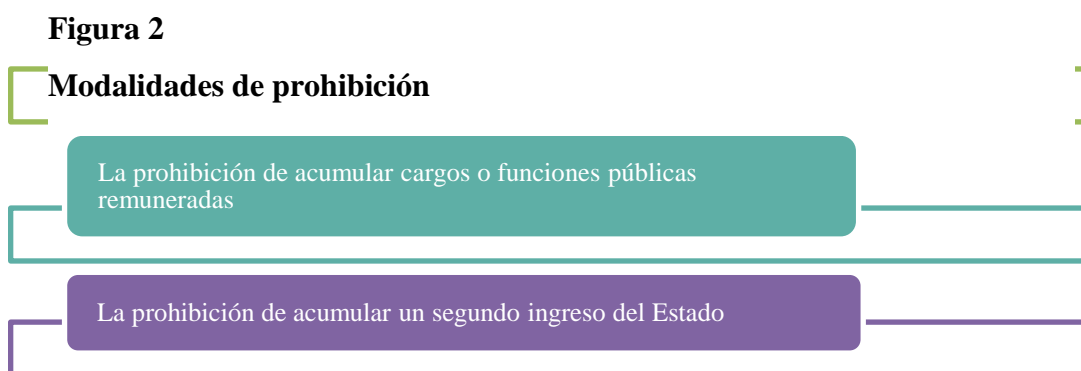 Figura 2
Modalidades de prohibición
La prohibición de acumular cargos o funciones públicas
remuneradas
La prohibición de acumular un segundo ingreso del Estado